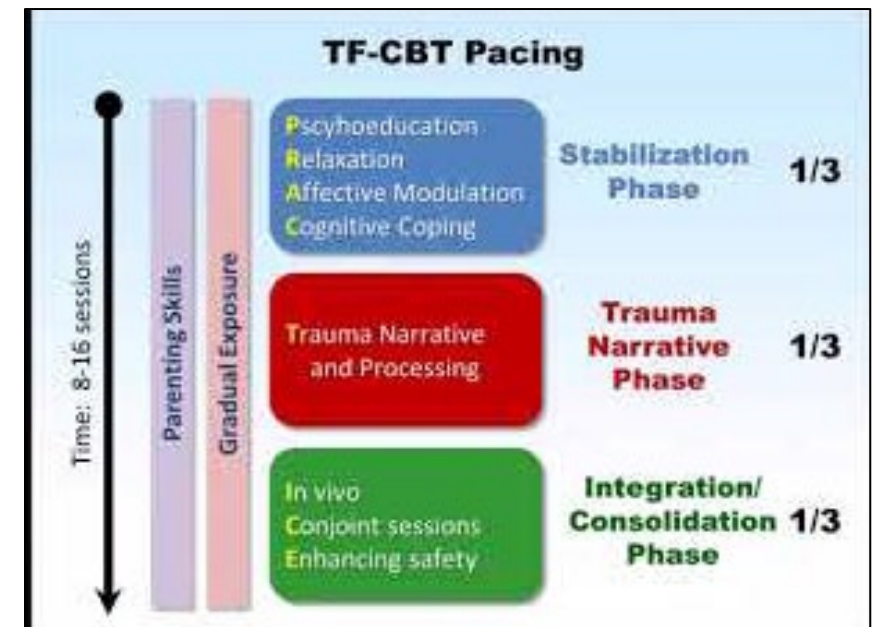 TF-CBT Pacing
Time: 8-16 sessions
Parenting Skills
Gradual Exposure
Pscyhoeducation
Relaxation
Affective Modulation
Cognitive Coping
Stabilization
Phase
1/3
Trauma Narrative
and Processing
Trauma
Narrative
Phase
1/3
In vivo
Conjoint sessions
Enhancing safety
Integration/
Consolidation
Phase
1/3